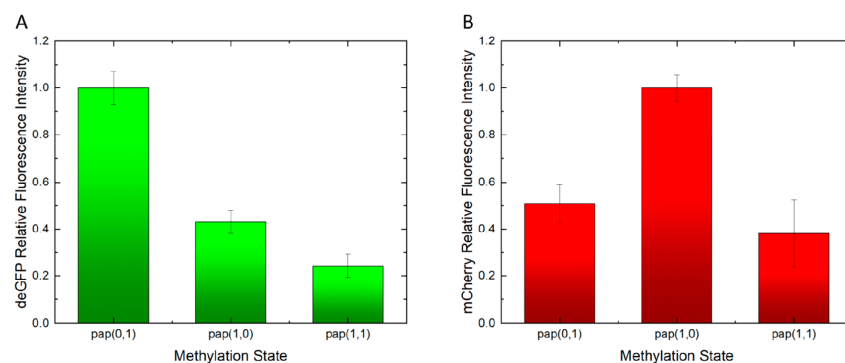 A
deGFP Relative Fluorescence Intensity
1.2
1.0
0.8
0.6
0.4
0.2
0.0
pap(0,1)
pap(1,0)
pap(1,1)
Methylation State
B
mCherry Relative Fluorescence Intensity
1.2
1.0
0.8
0.6
0.4
0.2
0.0
pap(0,1)
pap(1,0)
pap(1,1)
Methylation State